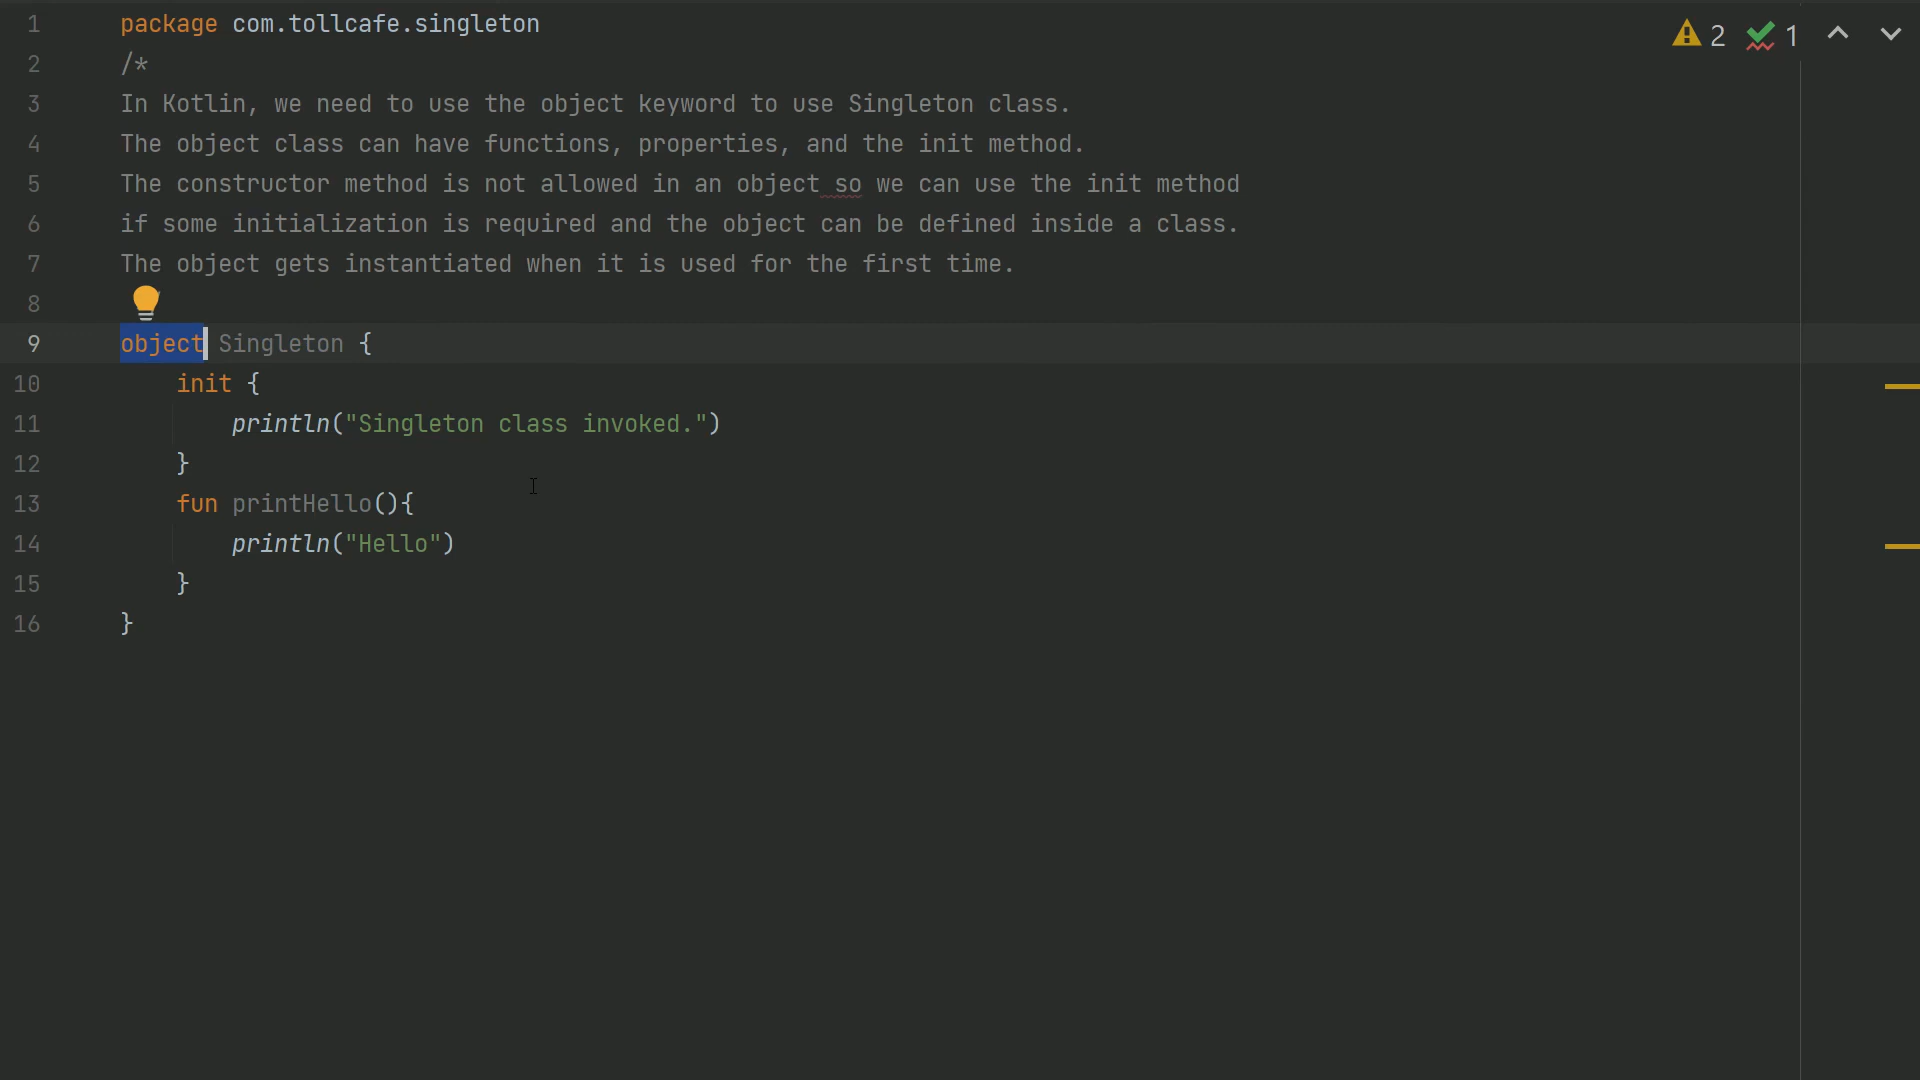 1 package com.tollcafe.singleton
2 /*
3 In Kotlin, we need to use the object keyword to use Singleton class.
4 The object class can have functions, properties, and the init method.
5 The constructor method is not allowed in an object so we can use the init method
6 if some initialization is required and the object can be defined inside a class.
7 The object gets instantiated when it is used for the first time.
8
9 object Singleton {
10 init {
11 println("Singleton class invoked.")
12 }
13 fun printHello(){
14 println("Hello")
15 }
16 }
2 1